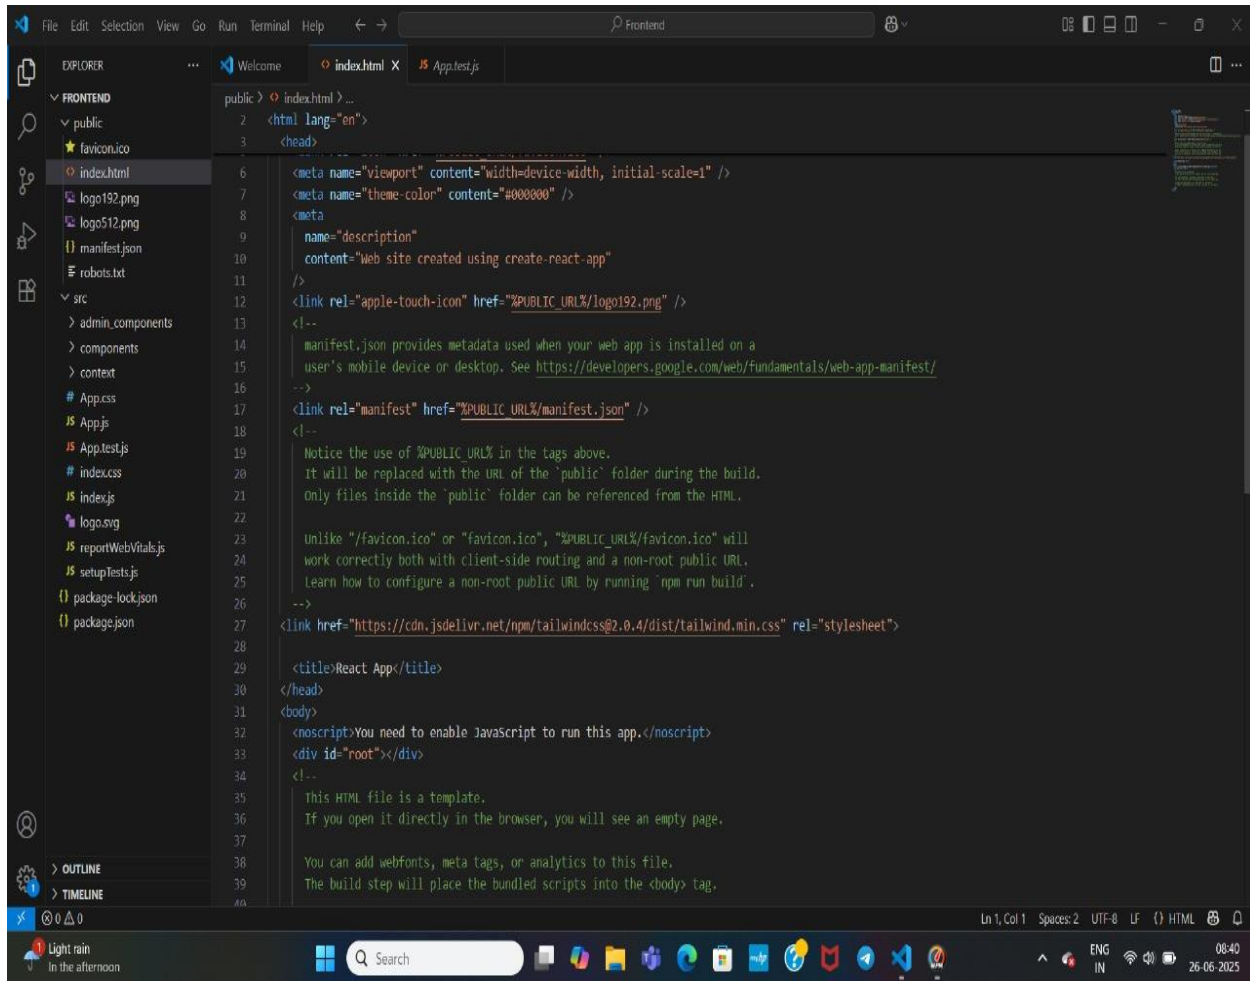 File Edit Selection View Go Run Terminal Help
Frontend
EXPLORER
FRONTEND
public
favicon.ico
index.html
logo192.png
logo512.png
manifest.json
robots.txt
src
admin_components
components
context
App.css
App.js
App.test.js
index.css
index.js
logo.svg
reportWebVitals.js
setupTests.js
package-lock.json
package.json
OUTLINE
TIMELINE
Welcome index.html App.test.js
public > index.html > ...
2 <html lang="en">
3 <head>
6 <meta name="viewport" content="width=device-width, initial-scale=1" />
7 <meta name="theme-color" content="#000000" />
8 <meta
9 name="description"
10 content="Web site created using create-react-app"
11 />
12 <link rel="apple-touch-icon" href="%PUBLIC_URL%/logo192.png" />
13 <!--
14 manifest.json provides metadata used when your web app is installed on a
15 user's mobile device or desktop. See https://developers.google.com/web/fundamentals/web-app-manifest/
16 -->
17 <link rel="manifest" href="%PUBLIC_URL%/manifest.json" />
18 <!--
19 Notice the use of %PUBLIC_URL% in the tags above.
20 It will be replaced with the URL of the `public` folder during the build.
21 Only files inside the `public` folder can be referenced from the HTML.
22
23 Unlike "/favicon.ico" or "favicon.ico", "%PUBLIC_URL%/favicon.ico" will
24 work correctly both with client-side routing and a non-root public URL.
25 Learn how to configure a non-root public URL by running `npm run build`.
26 -->
27 <link href="https://cdn.jsdelivr.net/npm/tailwindcss@2.0.4/dist/tailwind.min.css" rel="stylesheet">
28
29 <title>React App</title>
30 </head>
31 <body>
32 <noscript>You need to enable JavaScript to run this app.</noscript>
33 <div id="root"></div>
34 <!--
35 This HTML file is a template.
36 If you open it directly in the browser, you will see an empty page.
37
38 You can add webfonts, meta tags, or analytics to this file.
39 The build step will place the bundled scripts into the <body> tag.
0 0
Ln 1, Col 1 Spaces: 2 UTF-8 LF {} HTML
1 Light rain
In the afternoon
Search
ENG
IN
08:40
26-06-2025